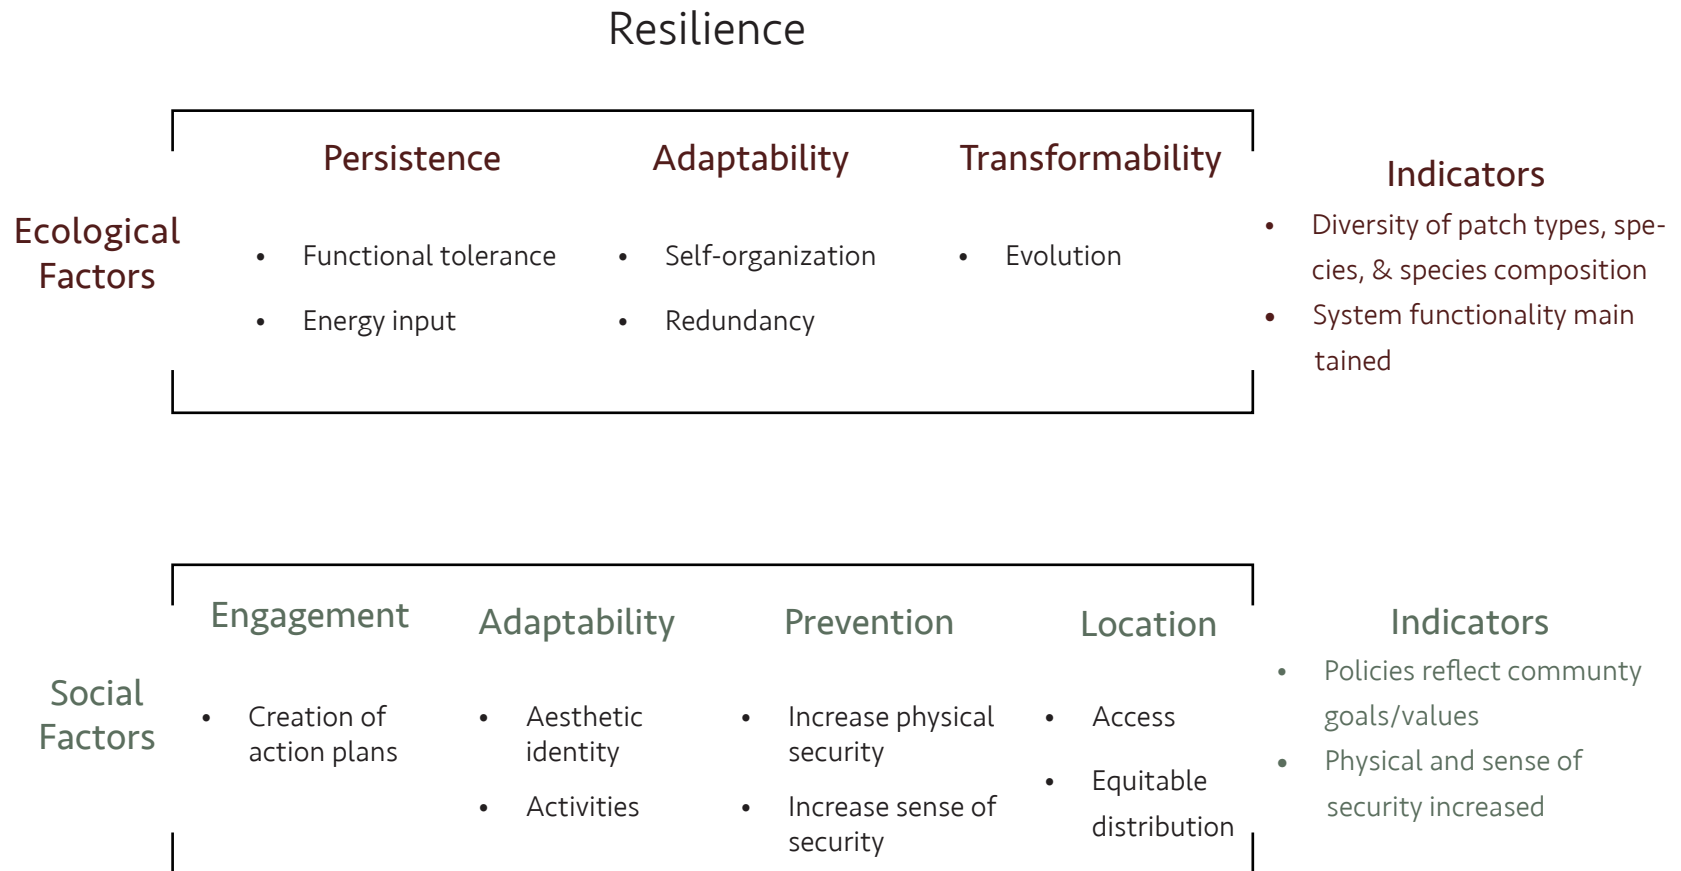 Resilience
Ecological
Factors
Persistence
• Functional tolerance
• Energy input
Adaptability
• Self-organization
• Redundancy
Transformability
• Evolution
Indicators
• Diversity of patch types, spe-
cies, & species composition
• System functionality main
tained
Social
Factors
Engagement
• Creation of
action plans
Adaptability
• Aesthetic
identity
• Activities
Prevention
• Increase physical
security
• Increase sense of
security
Location
• Access
• Equitable
distribution
Indicators
• Policies reflect communty
goals/values
• Physical and sense of
security increased